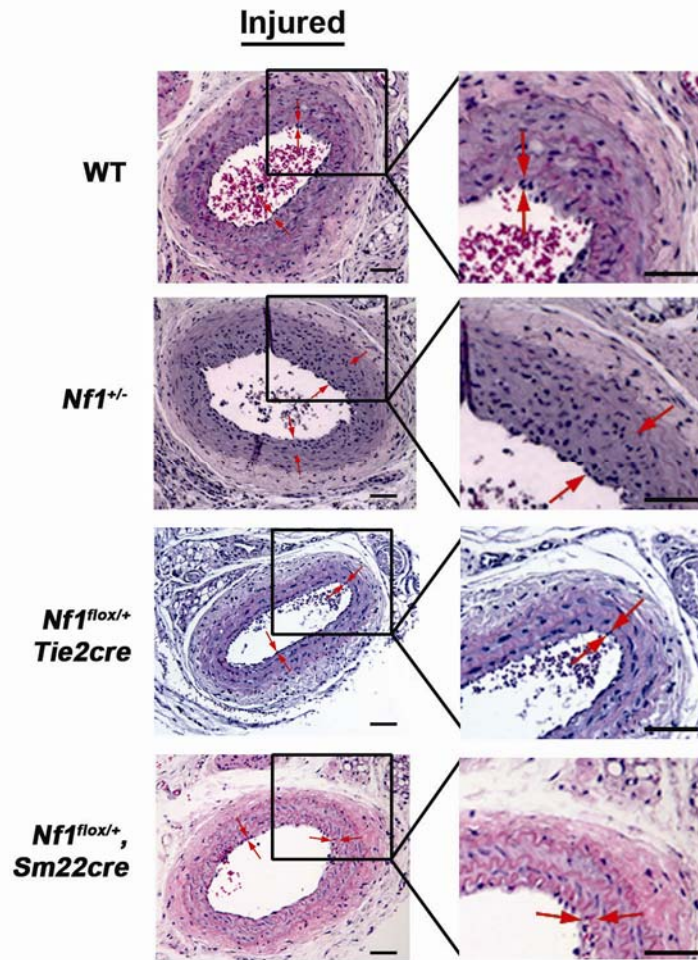 Injured
WT
Nf1+/-
Nf1flox/+
Tie2cre
Nf1flox/+,
Sm22cre